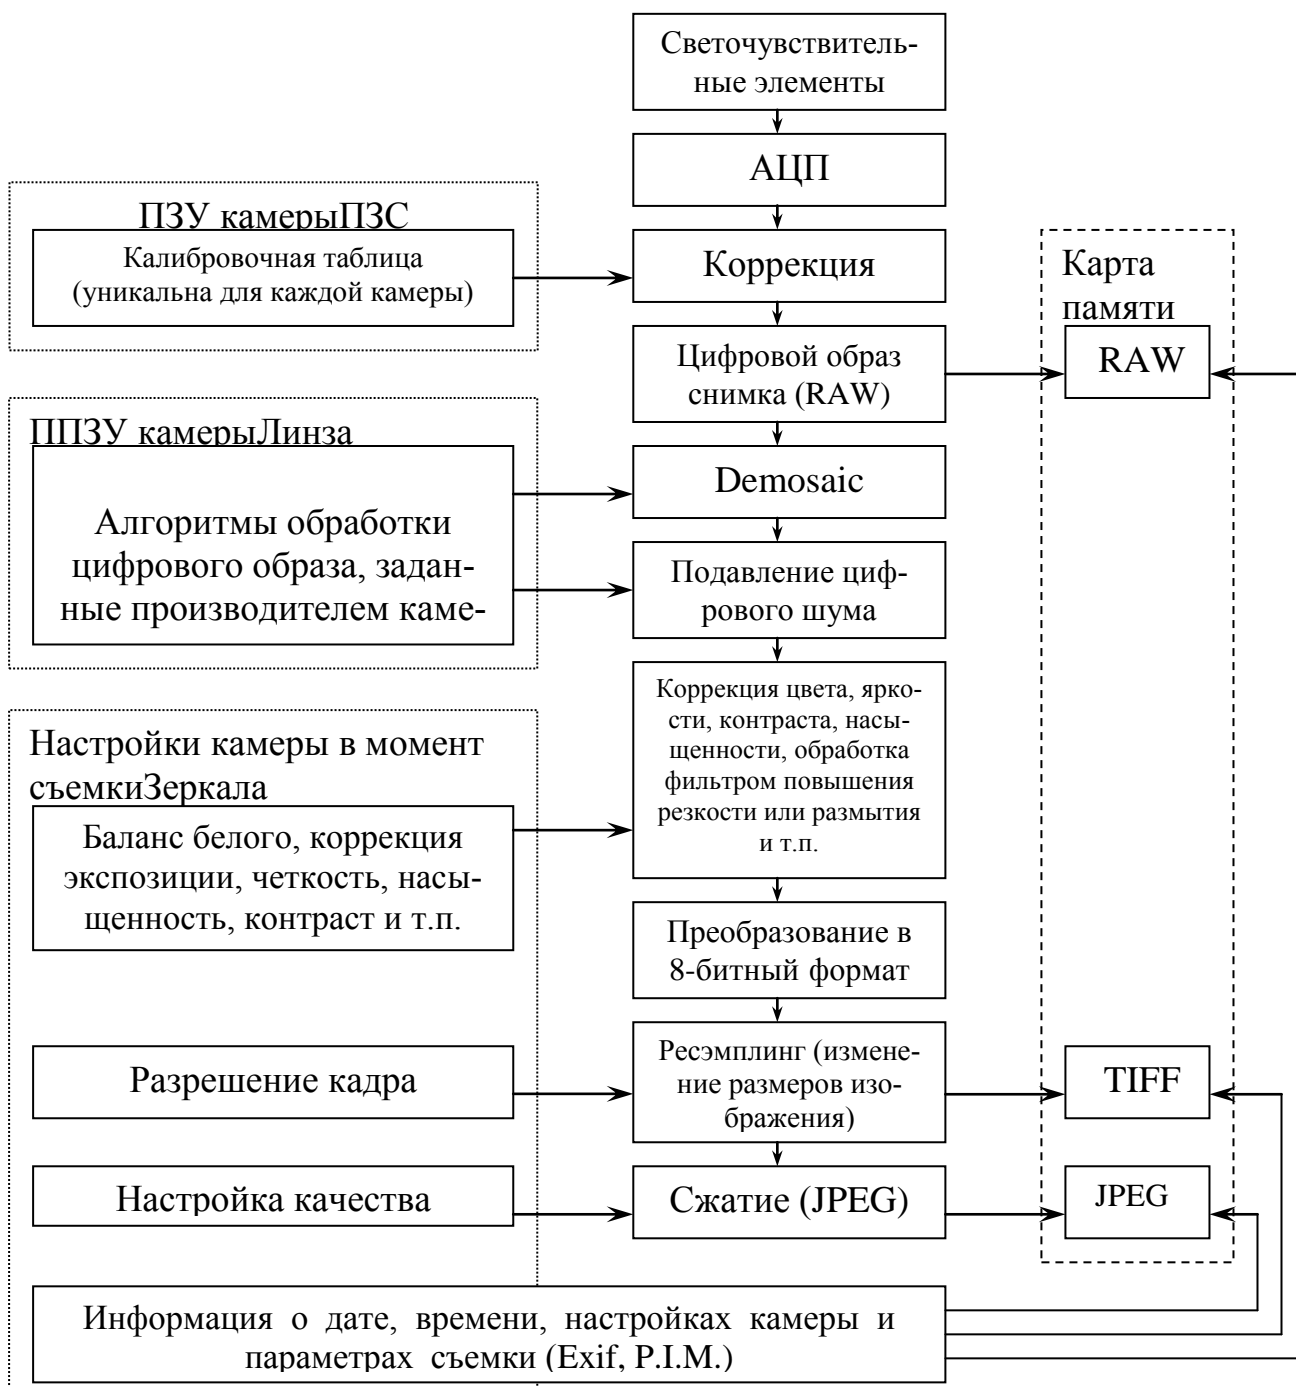 Светочувствитель-
ные элементы
АЦП
ПЗУ камерыПЗС
Калибровочная таблица
(уникальна для каждой камеры)
Коррекция
Карта
памяти
Цифровой образ
снимка (RAW)
RAW
ППЗУ камерыЛинза
Алгоритмы обработки
цифрового образа, задан-
ные производителем каме-
Demosaic
Подавление циф-
рового шума
Коррекция цвета, ярко-
сти, контраста, насы-
щенности, обработка
фильтром повышения
резкости или размытия
и т.п.
Настройки камеры в момент
съемкиЗеркала
Баланс белого, коррекция
экспозиции, четкость, насы-
щенность, контраст и т.п.
Преобразование в
8-битный формат
Разрешение кадра
Ресэмплинг (измене-
ние размеров изо-
бражения)
TIFF
Настройка качества
Сжатие (JPEG)
JPEG
Информация о дате, времени, настройках камеры и
параметрах съемки (Exif, P.I.M.)